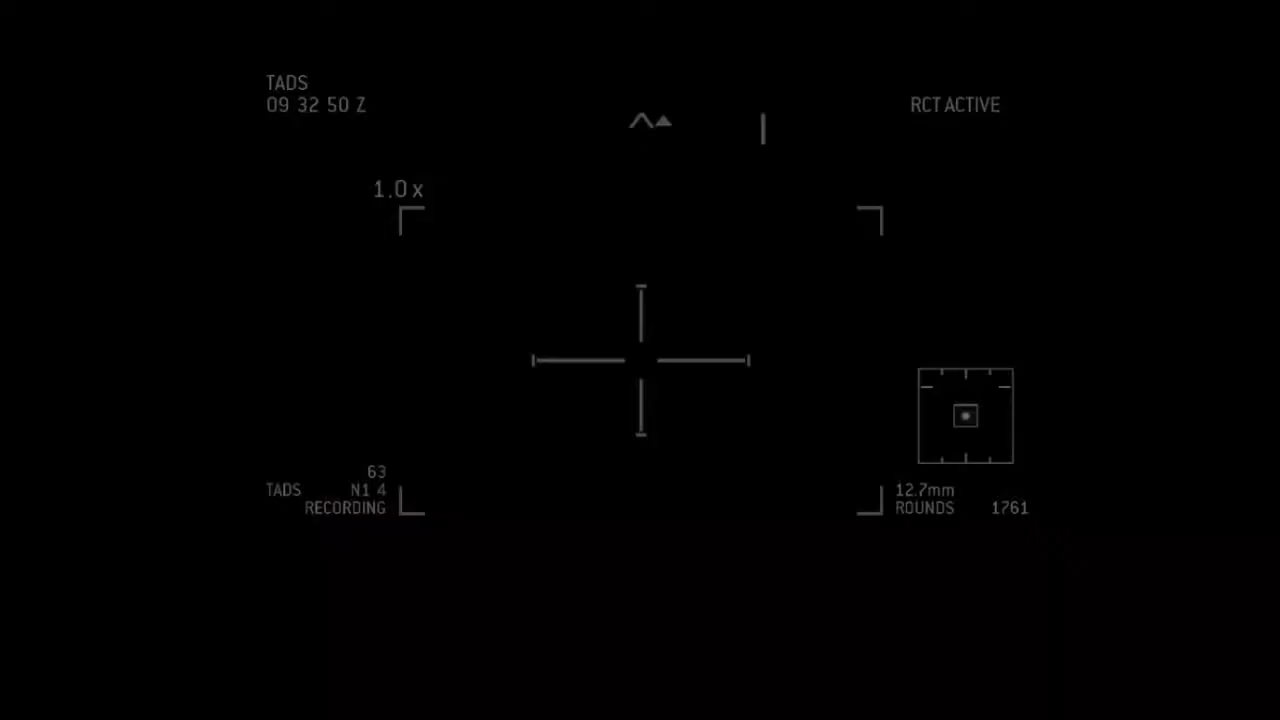 TADS
09 32 50 Z
RCT ACTIVE
1.0 x
63
TADS N1 4
RECORDING
12.7mm
ROUNDS 1761